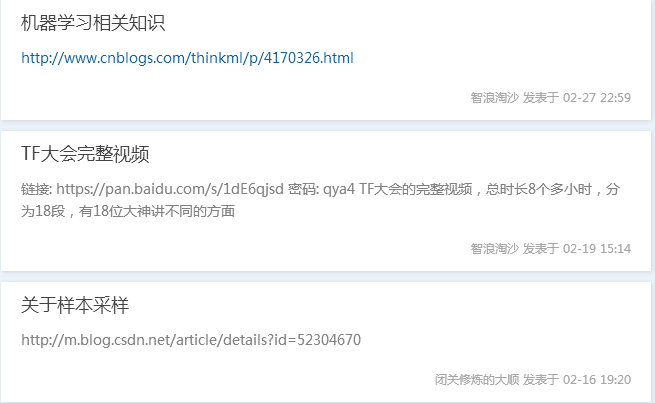 机器学习相关知识
http://www.cnblogs.com/thinkml/p/4170326.html
智浪淘沙 发表于 02-27 22:59
TF大会完整视频
链接: https://pan.baidu.com/s/1dE6qjsd 密码: qya4 TF大会的完整视频，总时长8个多小时，分
为18段，有18位大神讲不同的方面
智浪淘沙 发表于 02-19 15:14
关于样本采样
http://m.blog.csdn.net/article/details?id=52304670
闭关修炼的大顺 发表于 02-16 19:20